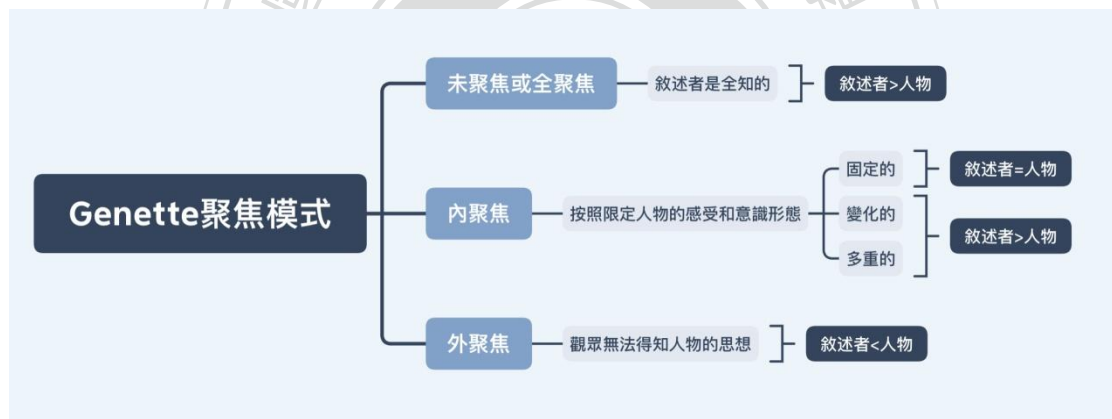 Genette聚焦模式
未聚焦或全聚焦
敘述者是全知的
敘述者>人物
內聚焦
按照限定人物的感受和意識形態
固定的
敘述者=人物
變化的
多重的
敘述者>人物
外聚焦
觀眾無法得知人物的思想
敘述者<人物